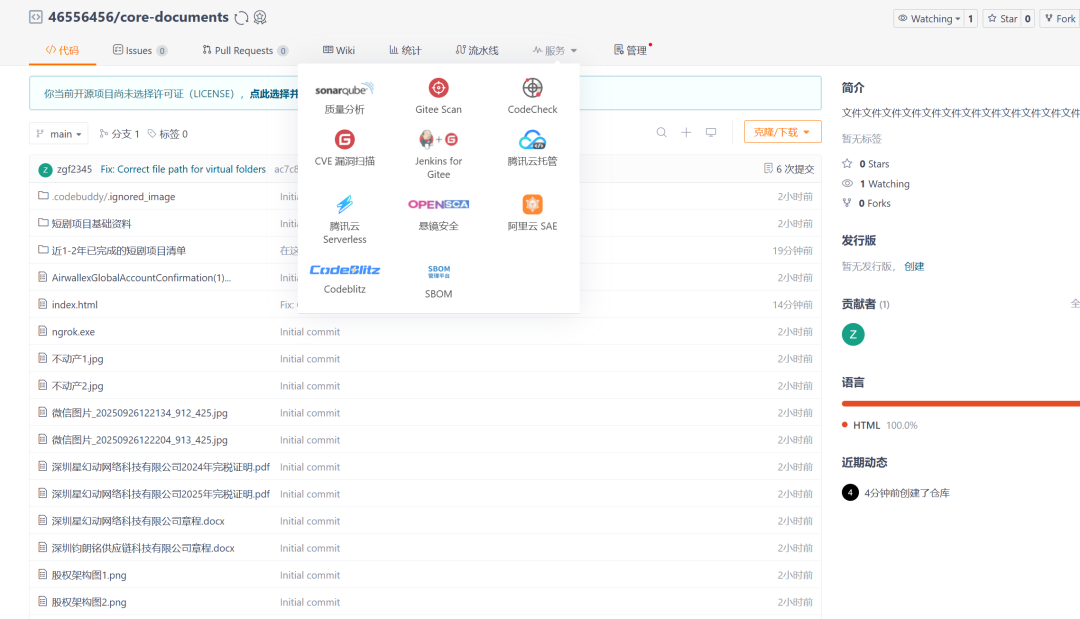 46556456/core-documents
Watching 1 Star 0 Fork
代码 Issues 0 Pull Requests 0 Wiki 统计 流水线 服务 管理
你当前开源项目尚未选择许可证（LICENSE），点此选择并
sonarqube
质量分析
Gitee Scan
CodeCheck
CVE 漏洞扫描
Jenkins for
Gitee
腾讯云托管
腾讯云
Serverless
OPENSCA
悬镜安全
阿里云 SAE
CodeBlitz
Codeblitz
SBOM
管理平台
SBOM
main 分支 1 标签 0
克隆/下载
Z zgf2345 Fix: Correct file path for virtual folders ac7c8 6 次提交
.codebuddy/.ignored_image Initi 2小时前
短剧项目基础资料 Initi 2小时前
近1-2年已完成的短剧项目清单 在这 19分钟前
AirwallexGlobalAccountConfirmation(1)... Initi 2小时前
index.html Fix: 14分钟前
ngrok.exe Initial commit 2小时前
不动产1.jpg Initial commit 2小时前
不动产2.jpg Initial commit 2小时前
微信图片_20250926122134_912_425.jpg Initial commit 2小时前
微信图片_20250926122204_913_425.jpg Initial commit 2小时前
深圳星幻动网络科技有限公司2024年完税证明.pdf Initial commit 2小时前
深圳星幻动网络科技有限公司2025年完税证明.pdf Initial commit 2小时前
深圳星幻动网络科技有限公司章程.docx Initial commit 2小时前
深圳钧朗铭供应链科技有限公司章程.docx Initial commit 2小时前
股权架构图1.png Initial commit 2小时前
股权架构图2.png Initial commit 2小时前
简介
文件文件文件文件文件文件文件文件文件文件文件文件
暂无标签
0 Stars
1 Watching
0 Forks
发行版
暂无发行版， 创建
贡献者 (1) 全
Z
语言
HTML 100.0%
近期动态
4 4分钟前创建了仓库